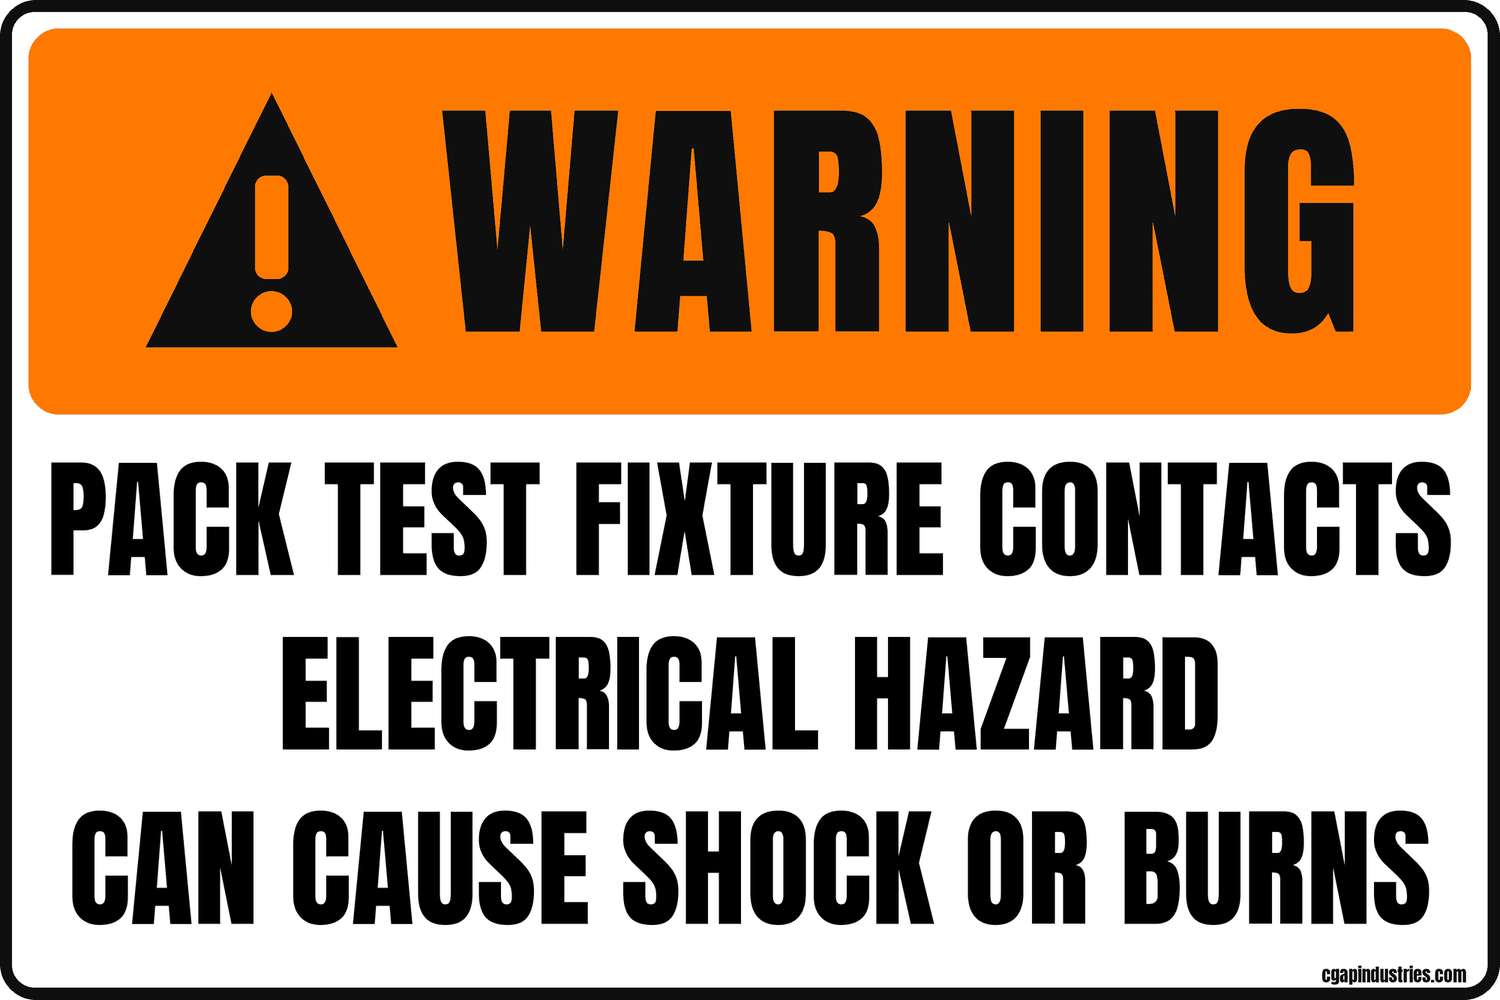 WARNING
PACK TEST FIXTURE CONTACTS
ELECTRICAL HAZARD
CAN CAUSE SHOCK OR BURNS
cgapindustries.com